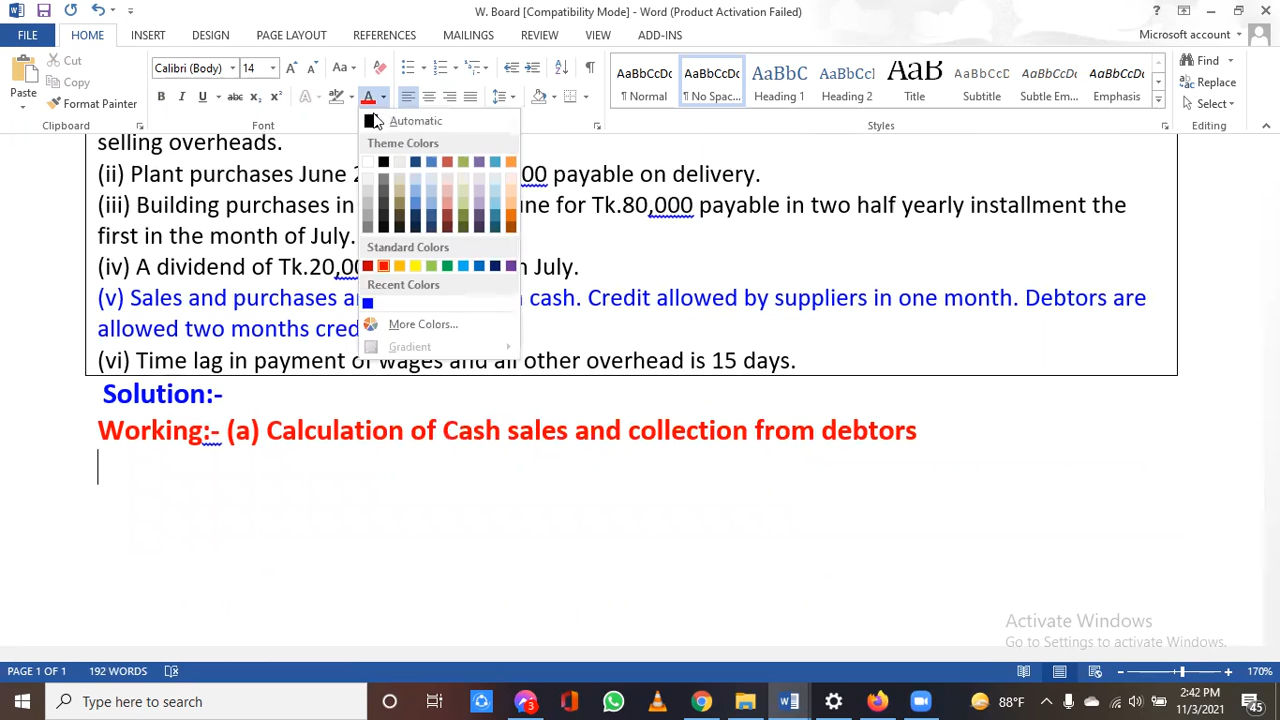 W. Board [Compatibility Mode] - Word (Product Activation Failed)
FILE HOME INSERT DESIGN PAGE LAYOUT REFERENCES MAILINGS REVIEW VIEW ADD-INS Microsoft account
Paste
Cut
Copy
Format Painter
Calibri (Body) 14
Clipboard
Font
AaBbCcDc AaBbCcDc AaBbC AaBbCc AaB AaBbCcD AaBbCcDc AaBbCcDc
¶ Normal ¶ No Spac... Heading 1 Heading 2 Title Subtitle Subtle Em... Emphasis
Styles
Find
Replace
Select
Editing
Automatic
Theme Colors
Standard Colors
Recent Colors
More Colors...
Gradient
selling overheads.
(ii) Plant purchases June 00 payable on delivery.
(iii) Building purchases in une for Tk.80,000 payable in two half yearly installment the
first in the month of July.
(iv) A dividend of Tk.20,00 July.
(v) Sales and purchases a cash. Credit allowed by suppliers in one month. Debtors are
allowed two months cred
(vi) Time lag in payment of wages and all other overhead is 15 days.
Solution:-
Working:- (a) Calculation of Cash sales and collection from debtors
Activate Windows
Go to Settings to activate Windows.
PAGE 1 OF 1 192 WORDS 170%
Type here to search
3
88°F
2:42 PM
11/3/2021
45